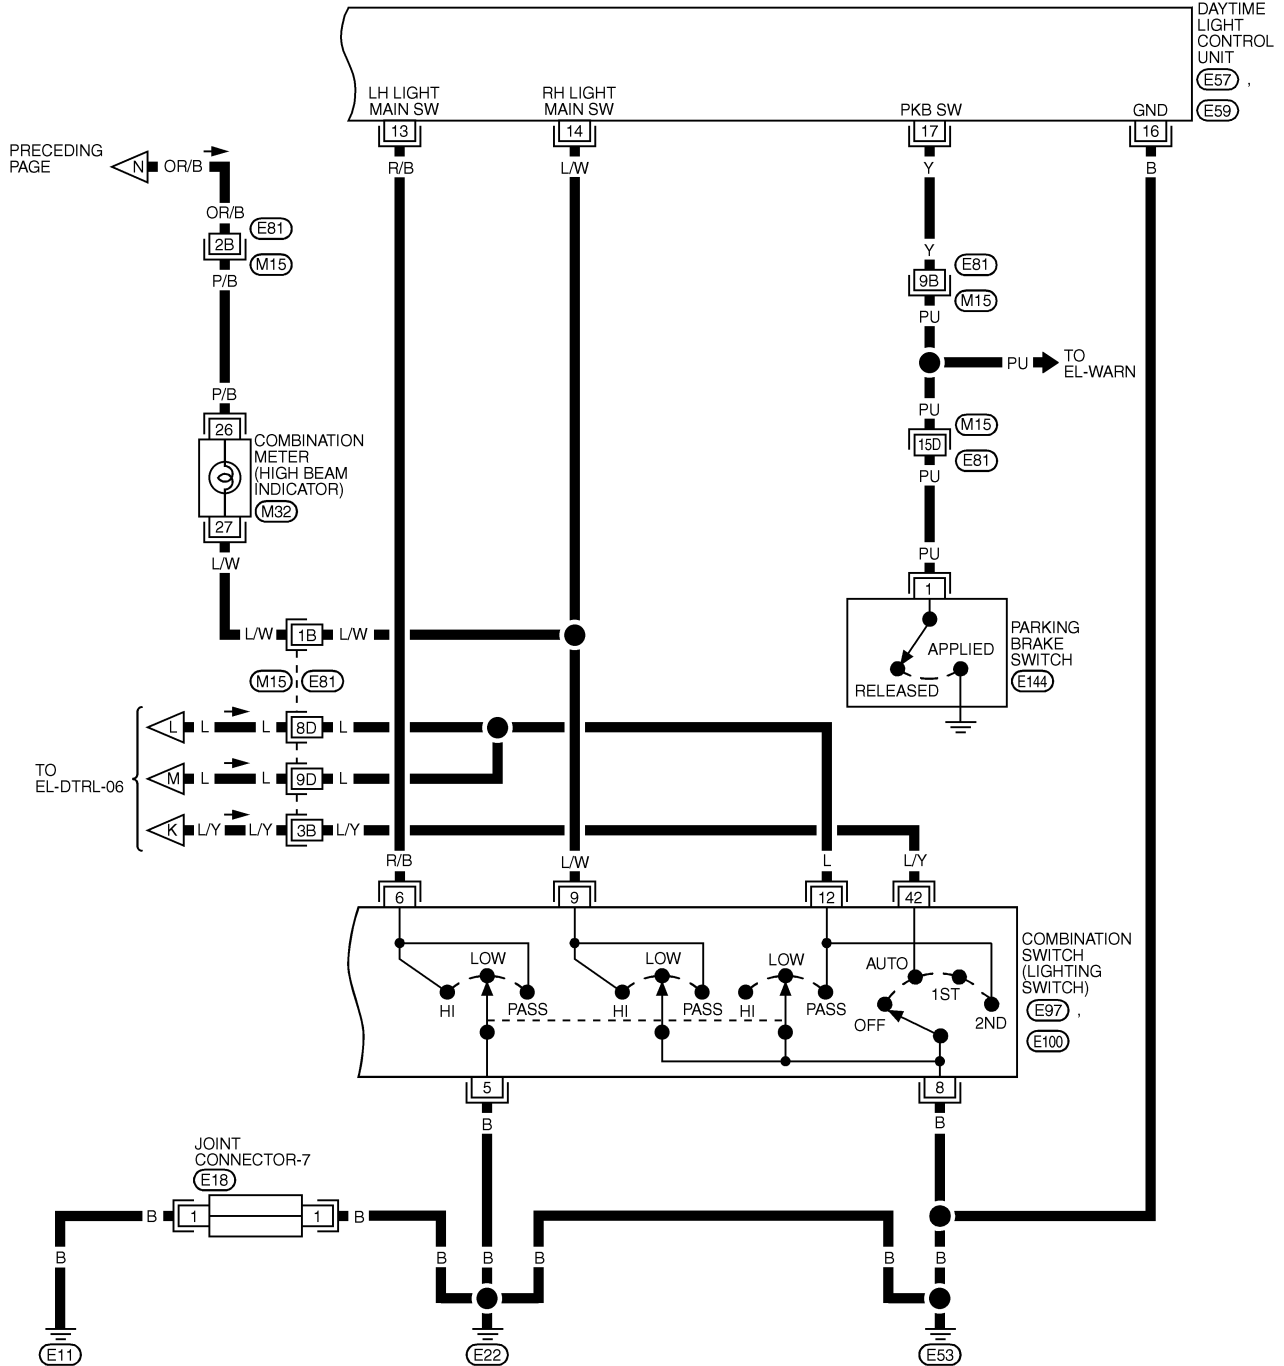 DAYTIME
LIGHT
CONTROL
UNIT
E57 ,
E59
LH LIGHT
MAIN SW
RH LIGHT
MAIN SW
PKB SW
GND
13
14
17
16
PRECEDING
PAGE
N
OR/B
R/B
L/W
Y
B
OR/B
E81
2B
M15
P/B
Y
E81
9B
M15
PU
PU
TO
EL-WARN
P/B
26
COMBINATION
METER
(HIGH BEAM
INDICATOR)
M32
27
L/W
PU
M15
15D
E81
PU
PU
1
PARKING
BRAKE
SWITCH
E144
APPLIED
RELEASED
L/W
1B
L/W
M15
E81
TO
EL-DTRL-06
L
L
L
8D
L
M
L
L
9D
L
K
L/Y
L/Y
3B
L/Y
R/B
L/W
L
L/Y
6
9
12
42
COMBINATION
SWITCH
(LIGHTING
SWITCH)
E97 ,
E100
LOW
HI
PASS
LOW
HI
PASS
LOW
HI
PASS
AUTO
1ST
OFF
2ND
5
8
B
B
JOINT
CONNECTOR-7
E18
B
1
1
B
B
B
B
B
B
B
E11
E22
E53